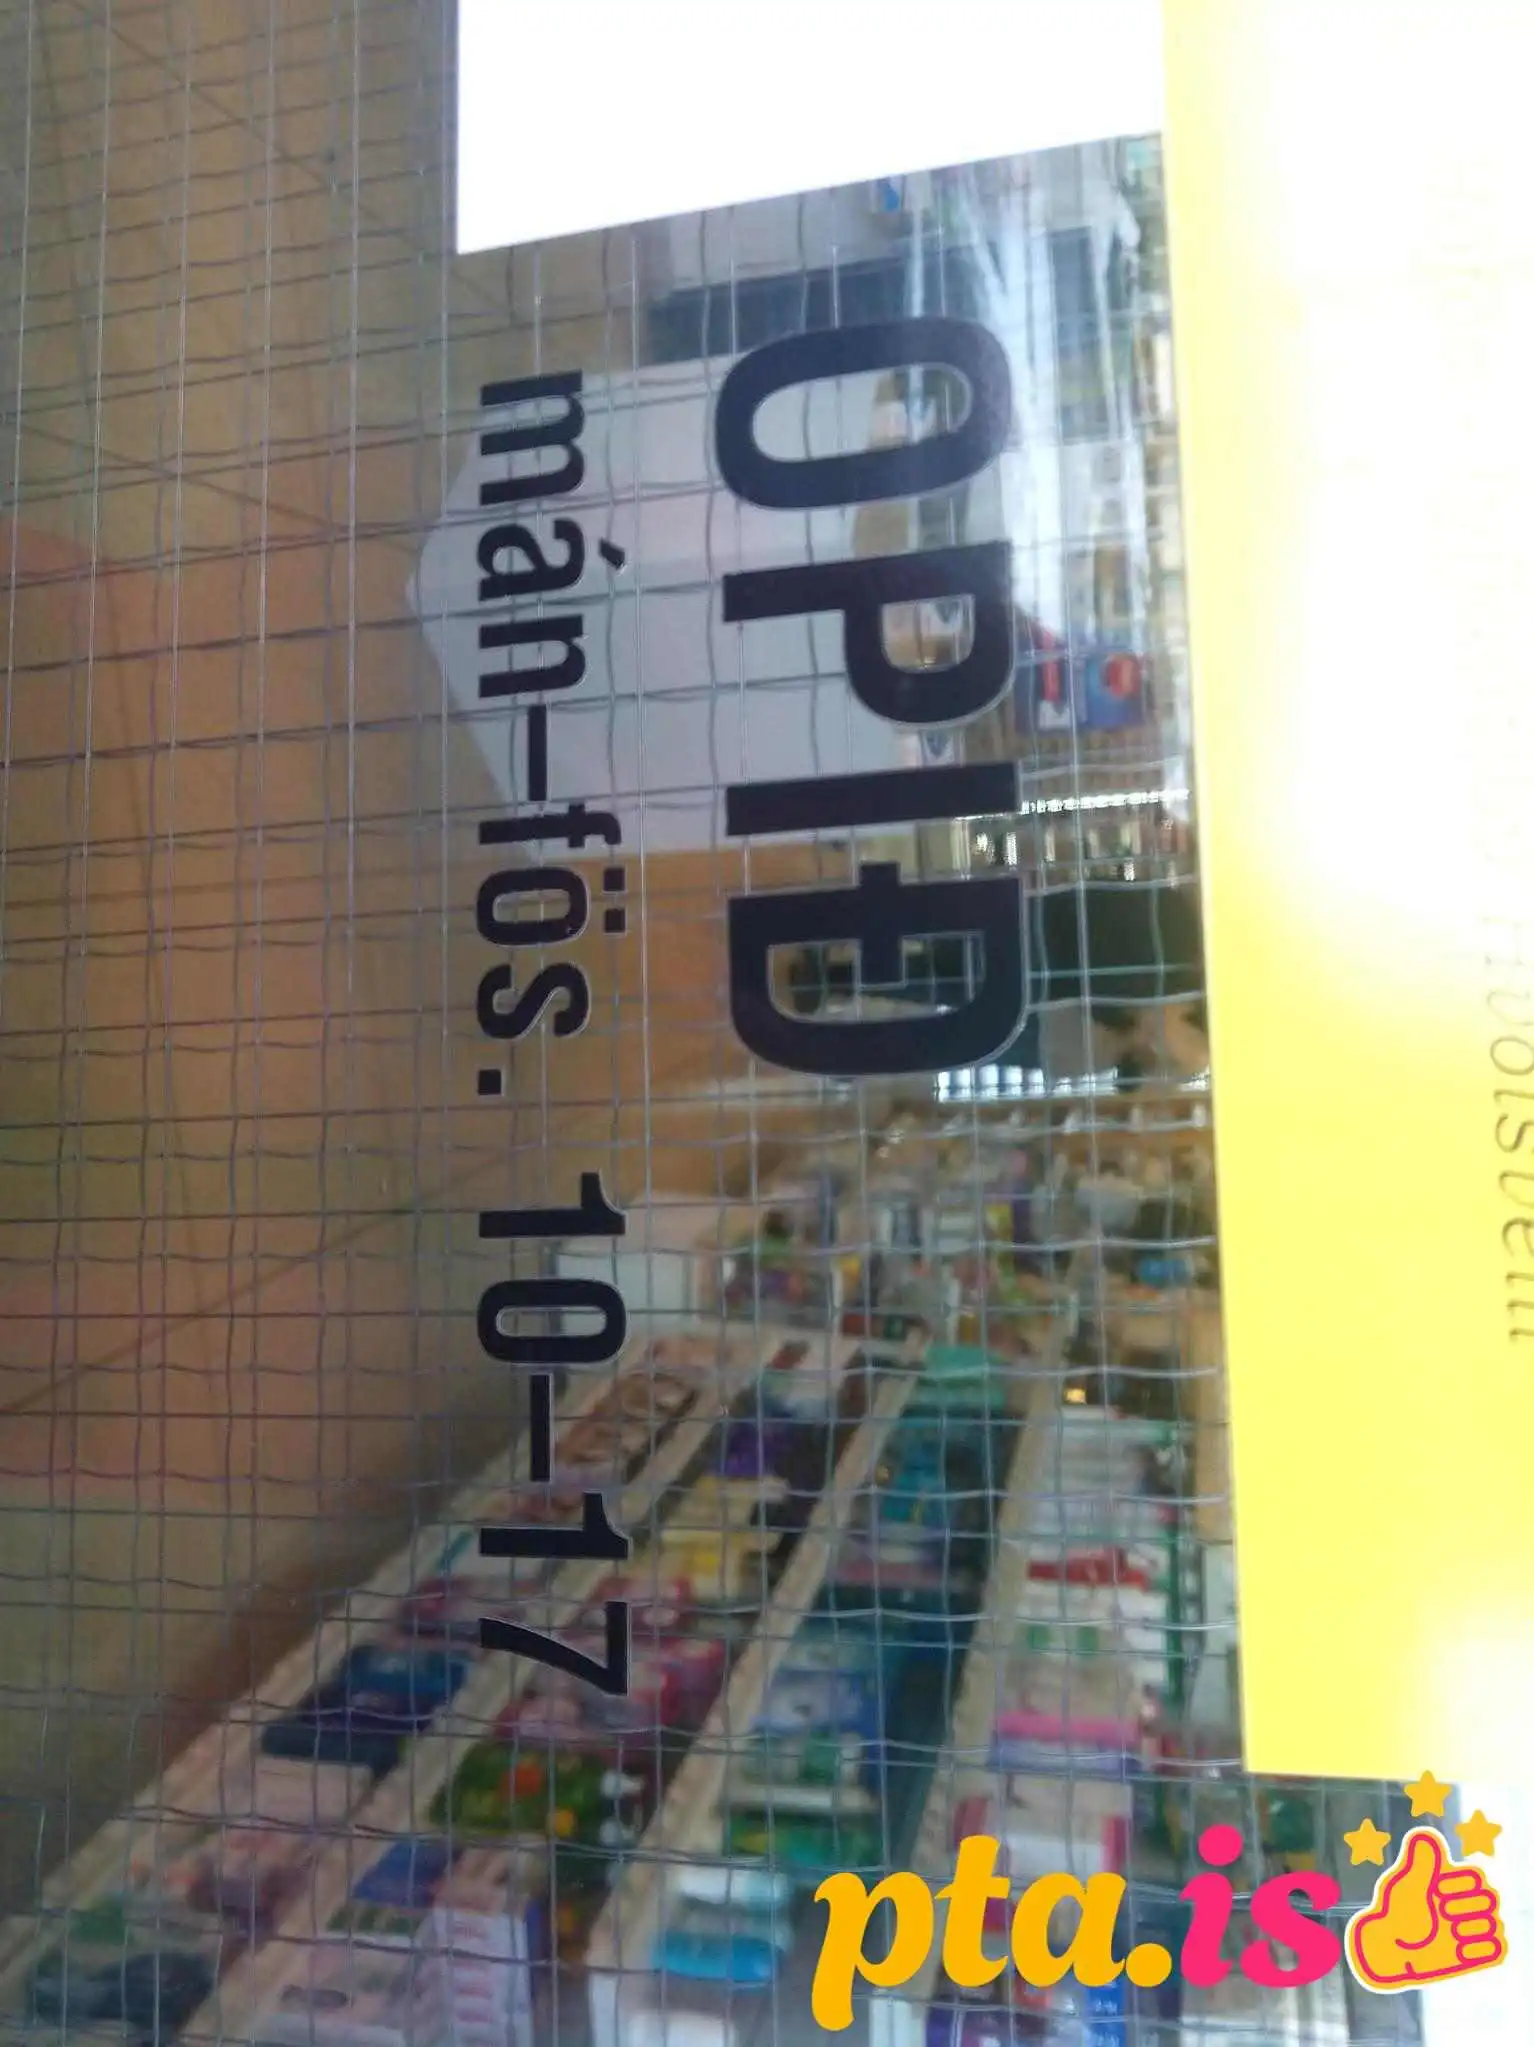 OPIÐ
mán-fös. 10-17
pta.is